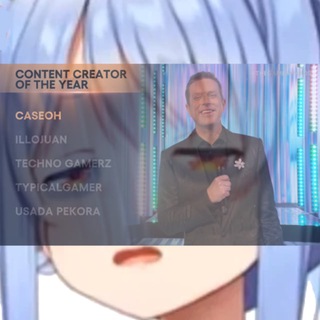 CONTENT CREATOR
OF THE YEAR
CASEOH
ILLOJUAN
TECHNO GAMERZ
TYPICALGAMER
USADA PEKORA